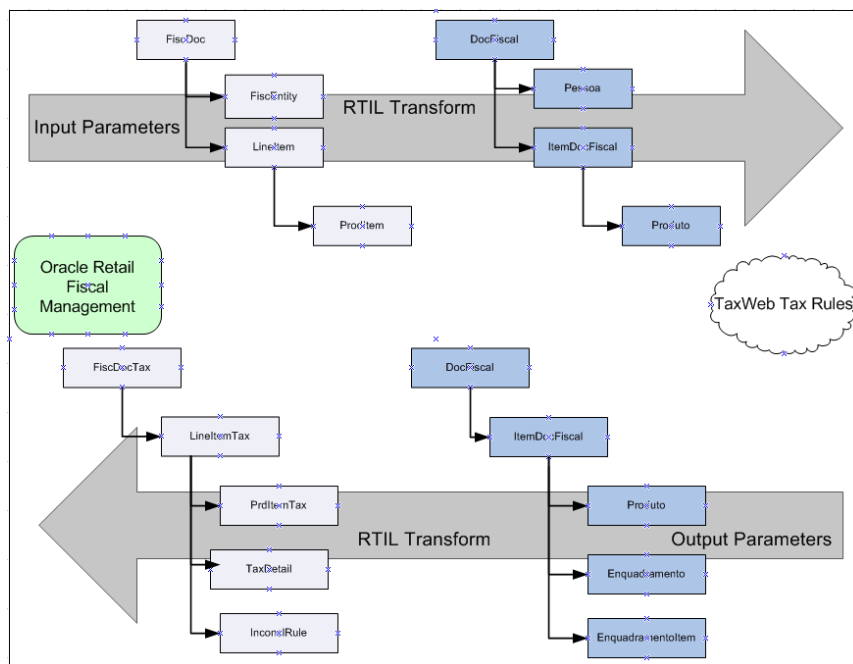 FiscDoc
DocFiscal
FiscEntity
Pessoa
RTIL Transform
Input Parameters
LineItem
ItemDocFiscal
ProdItem
Produto
Oracle Retail
Fiscal
Management
TaxWeb Tax Rules
FiscDocTax
DocFiscal
LineItemTax
ItemDocFiscal
PrdItemTax
Produto
RTIL Transform
Output Parameters
TaxDetail
Enquadramento
InconclRule
EnquadramentoItem